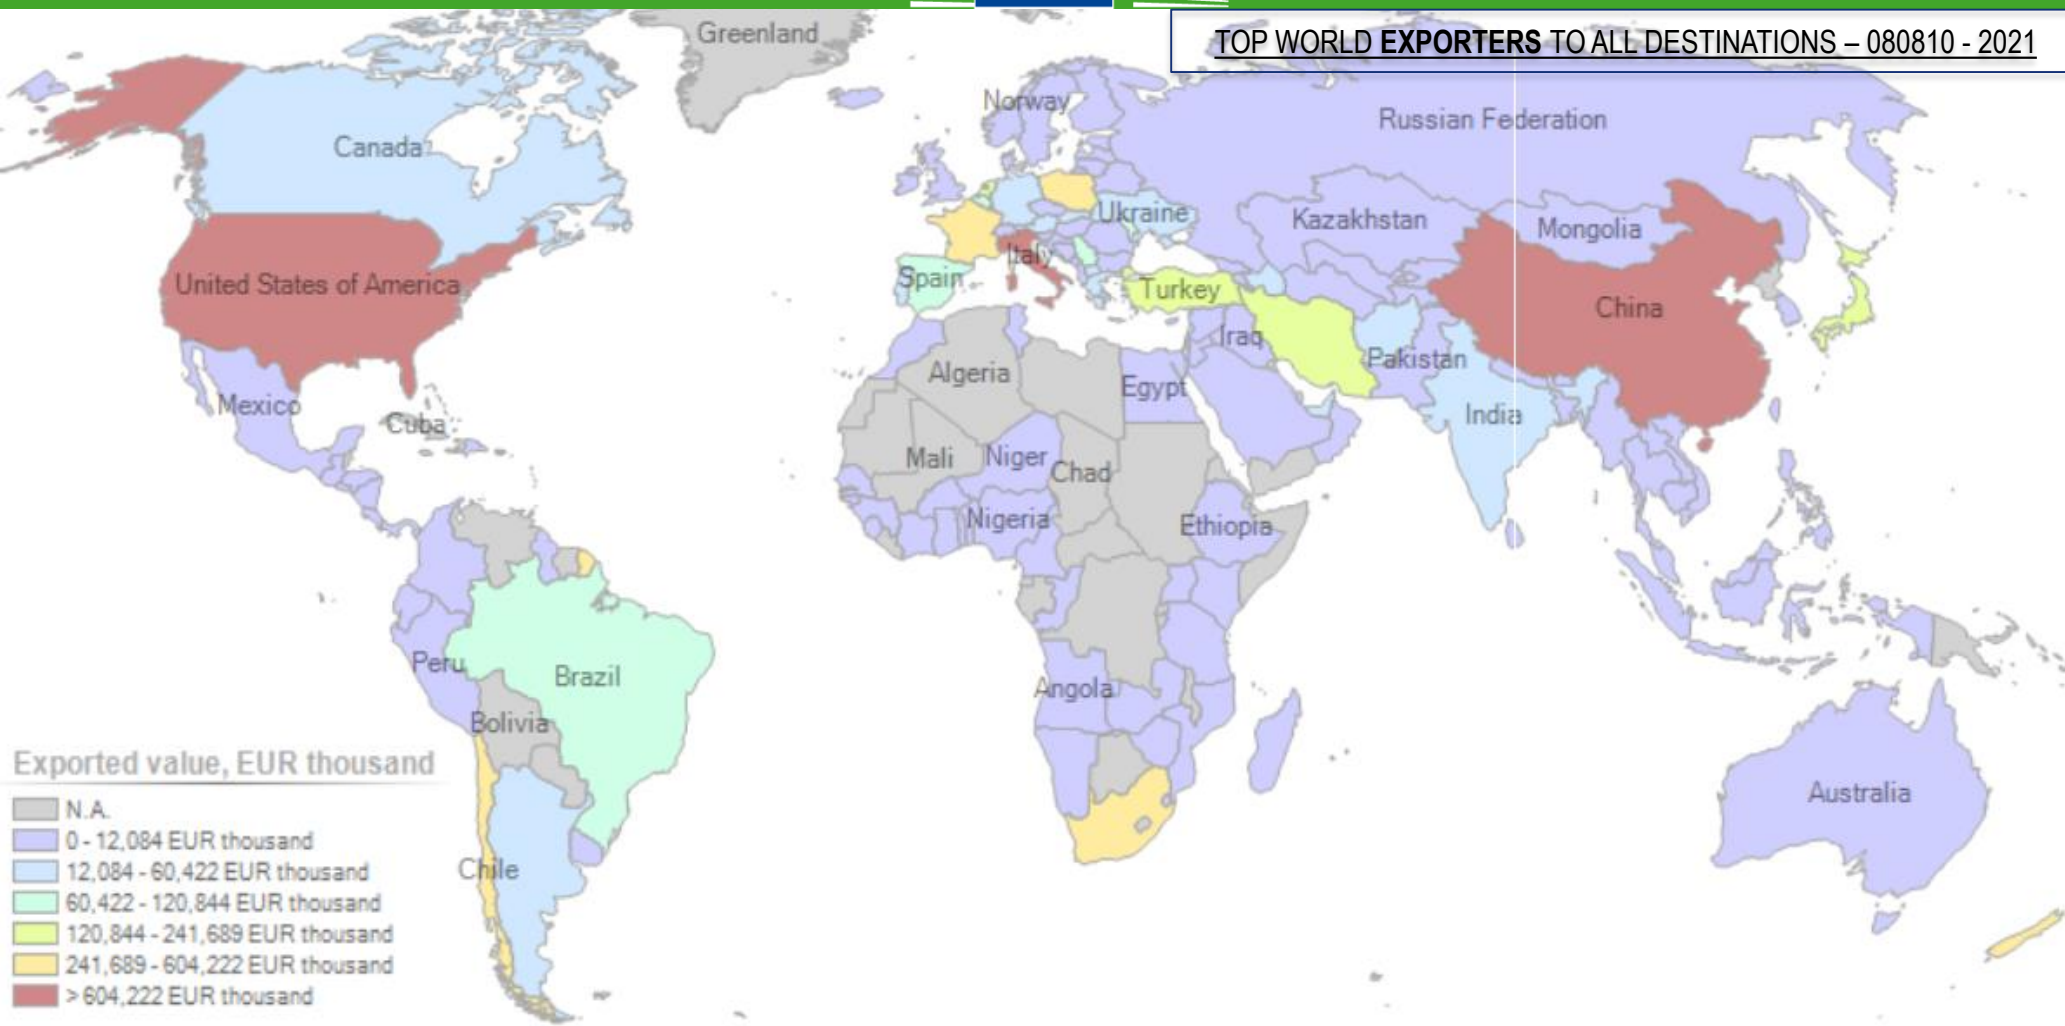 TOP WORLD EXPORTERS TO ALL DESTINATIONS – 080810 - 2021
Greenland
Norway
Russian Federation
Canada
Ukraine
Kazakhstan
Mongolia
Italy
Spain
United States of America
Turkey
China
Iraq
Pakistan
Algeria
Egypt
Mexico
Cuba
India
Mali
Niger
Chad
Nigeria
Ethiopia
Peru
Brazil
Angola
Bolivia
Australia
Chile
Exported value, EUR thousand
N.A.
0 - 12,084 EUR thousand
12,084 - 60,422 EUR thousand
60,422 - 120,844 EUR thousand
120,844 - 241,689 EUR thousand
241,689 - 604,222 EUR thousand
> 604,222 EUR thousand